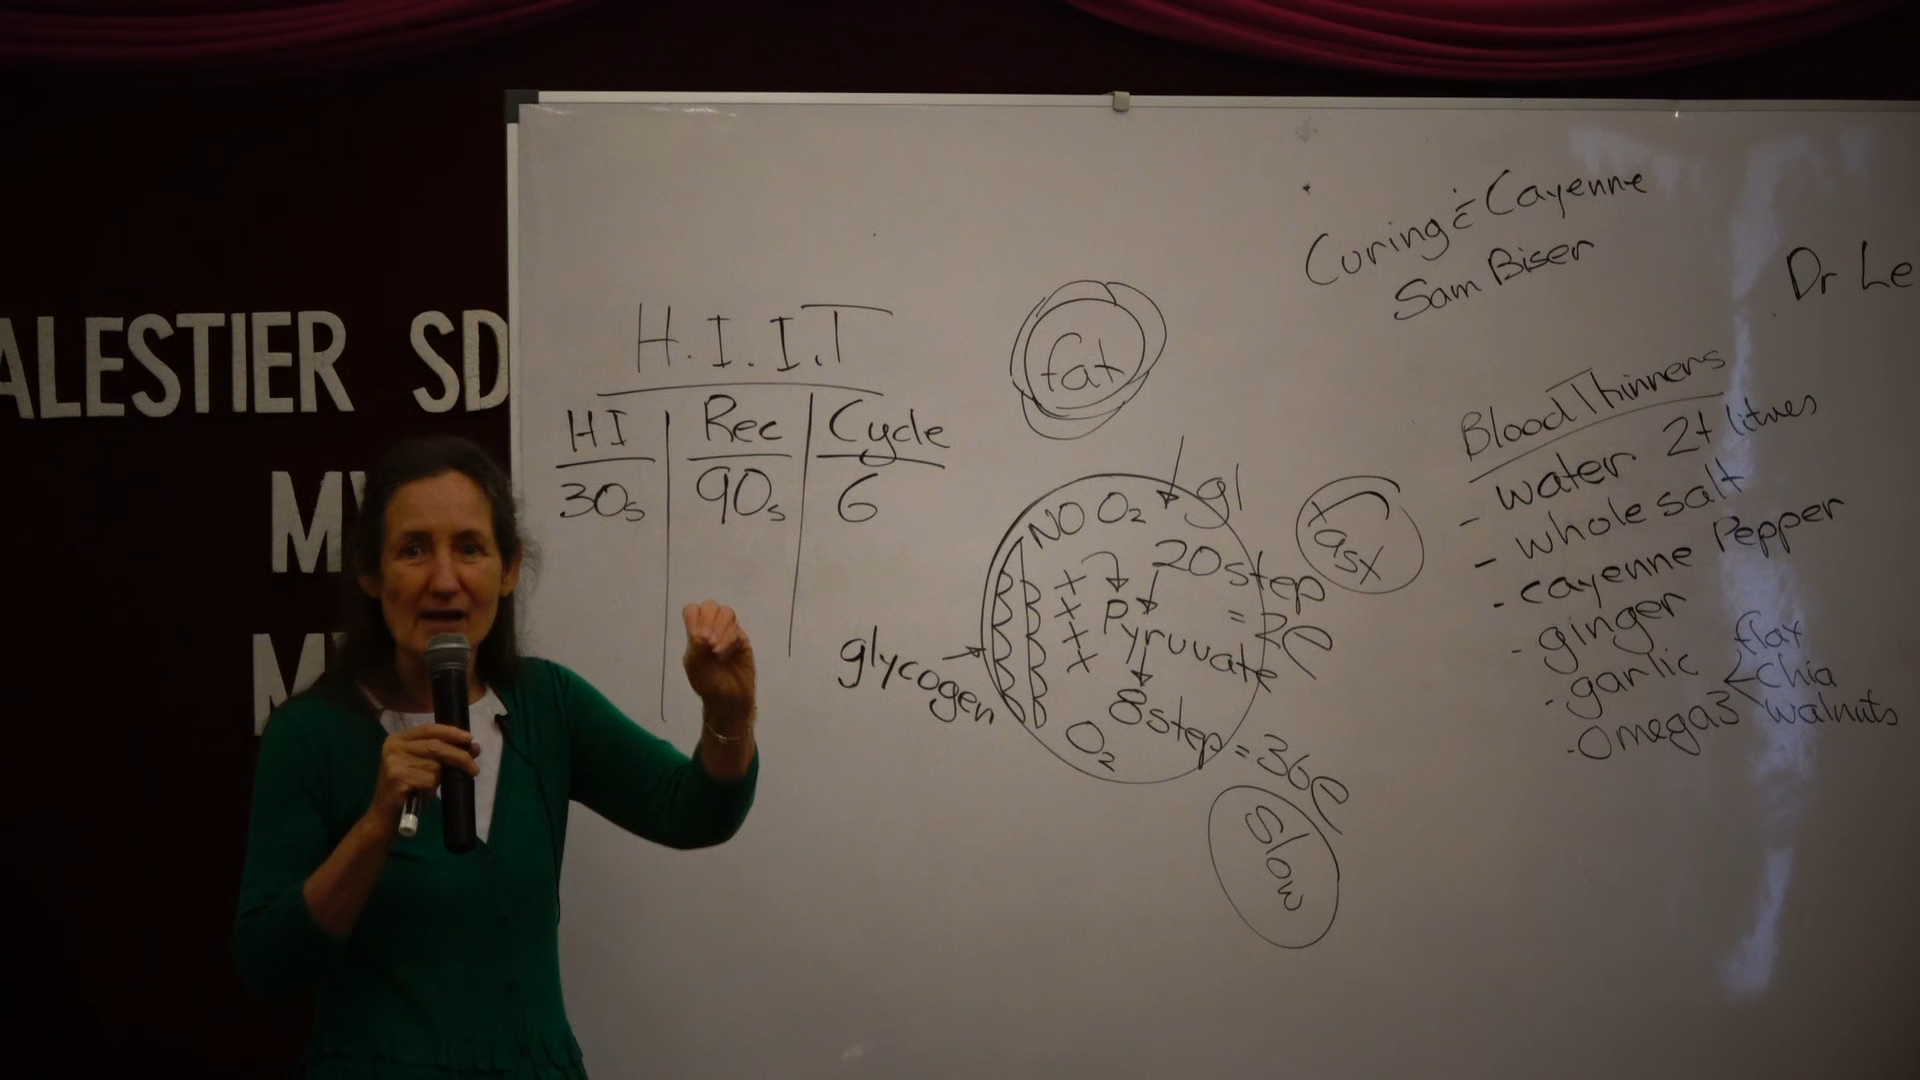 ALESTIER SD
MY
M
H.I.I.T
HI Rec Cycle
30s 90s 6
fat
NO O2
gl
20 step
= 2e
Pyruvate
glycogen
8 step = 36e
O2
fast
Slow
Curing c̄ Cayenne
Sam Biser
Dr Le
Blood Thinners
- water 2+ litres
- whole salt
- cayenne Pepper
- ginger
- garlic
- Omega3 < flax
chia
walnuts